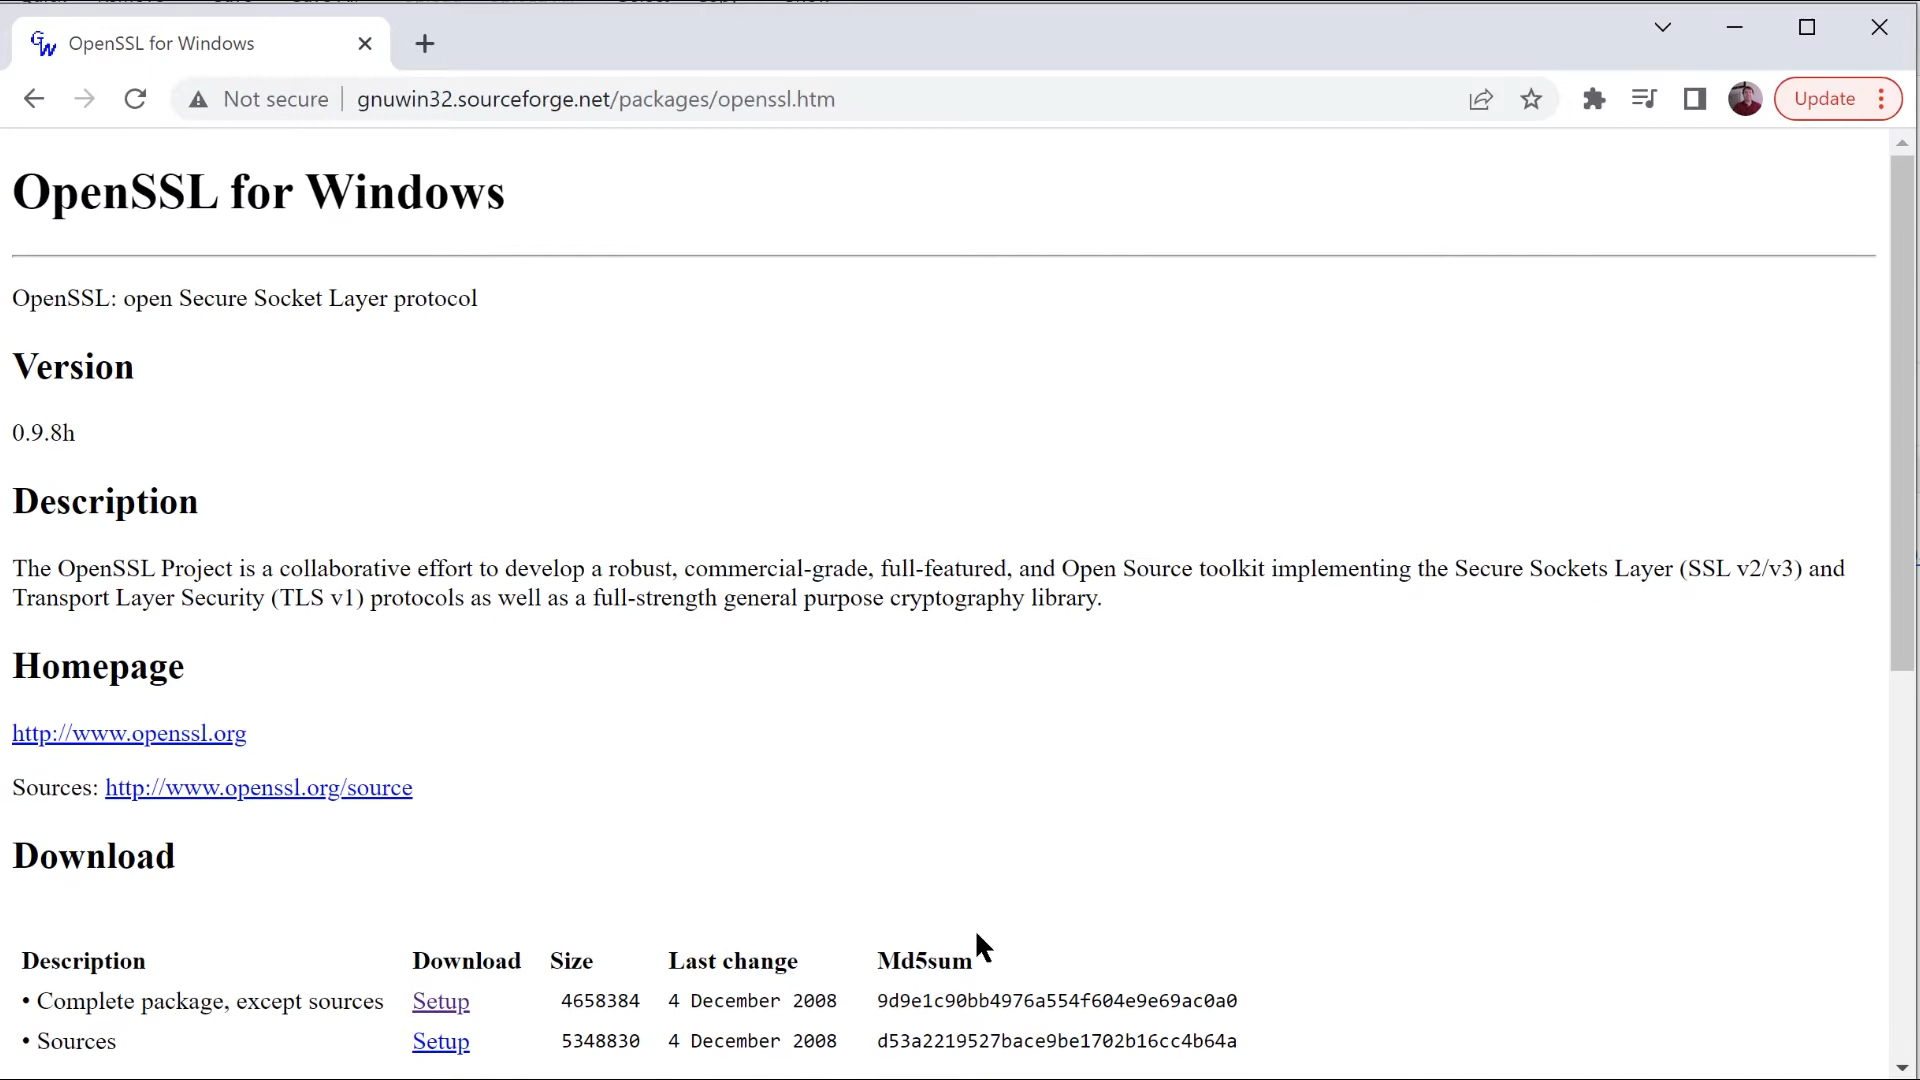 OpenSSL for Windows
Not secure gnuwin32.sourceforge.net/packages/openssl.htm Update
OpenSSL for Windows
OpenSSL: open Secure Socket Layer protocol
Version
0.9.8h
Description
The OpenSSL Project is a collaborative effort to develop a robust, commercial-grade, full-featured, and Open Source toolkit implementing the Secure Sockets Layer (SSL v2/v3) and
Transport Layer Security (TLS v1) protocols as well as a full-strength general purpose cryptography library.
Homepage
http://www.openssl.org
Sources: http://www.openssl.org/source
Download
Description Download Size Last change Md5sum
• Complete package, except sources Setup 4658384 4 December 2008 9d9e1c90bb4976a554f604e9e69ac0a0
• Sources Setup 5348830 4 December 2008 d53a2219527bace9be1702b16cc4b64a